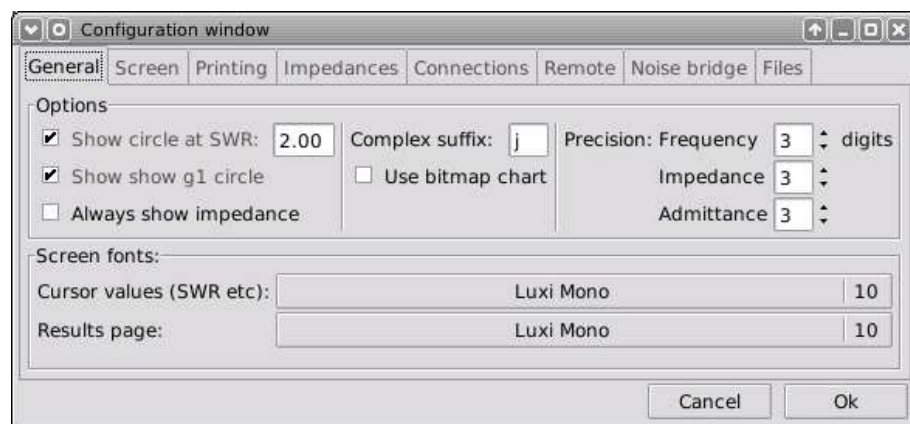 Configuration window
General Screen Printing Impedances Connections Remote Noise bridge Files
Options
Show circle at SWR: 2.00 Complex suffix: j Precision: Frequency 3 digits
Show show g1 circle Use bitmap chart Impedance 3
Always show impedance Admittance 3
Screen fonts:
Cursor values (SWR etc): Luxi Mono 10
Results page: Luxi Mono 10
Cancel Ok